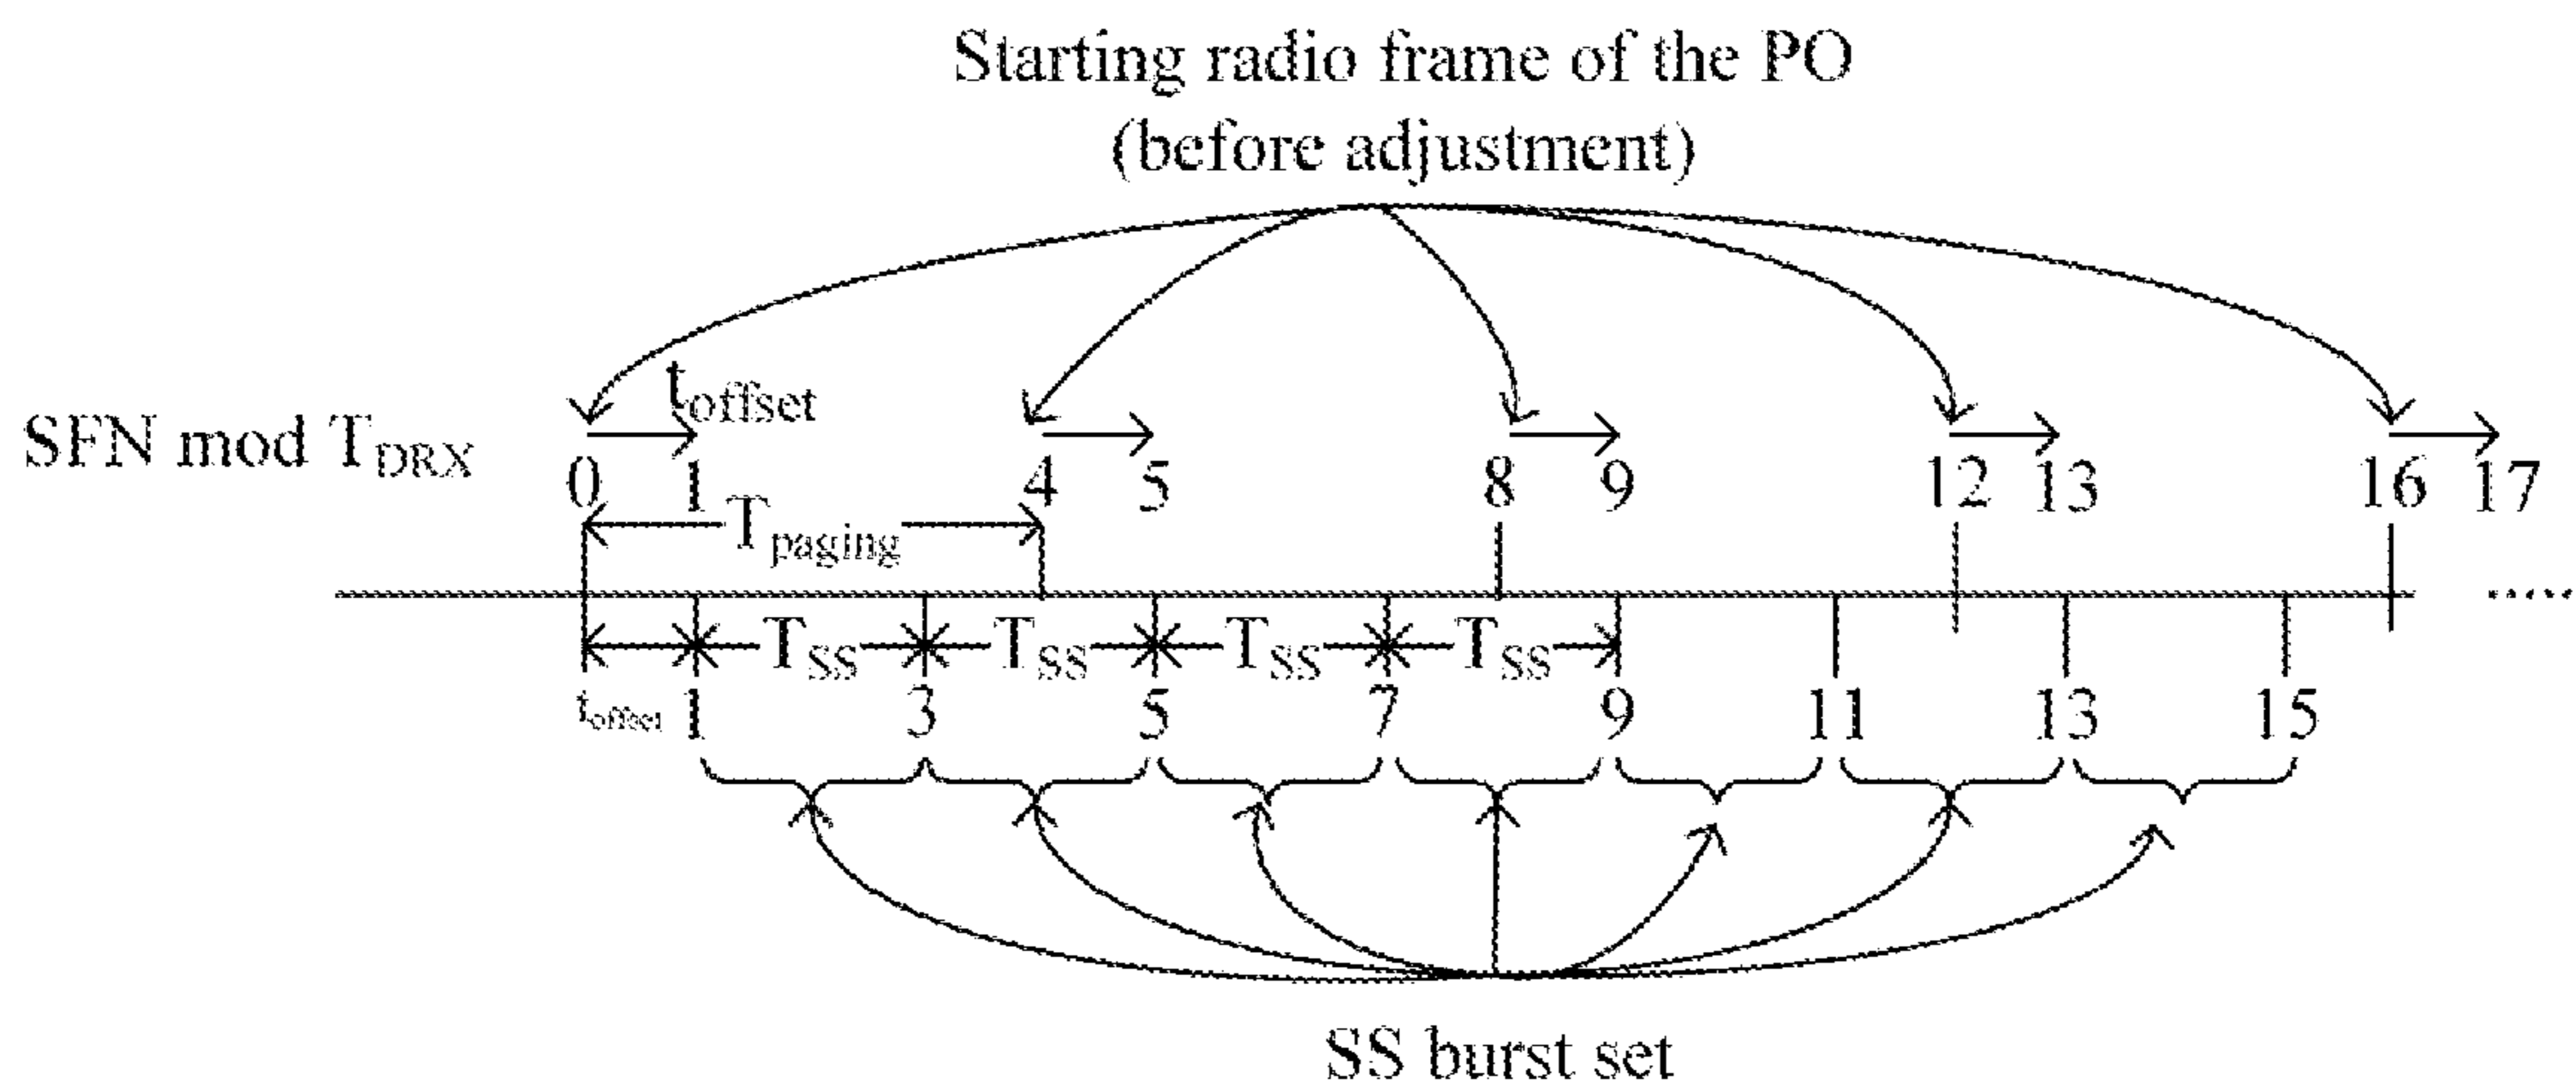 Starting radio frame of the PO
(before adjustment)
t_offset
SFN mod T_DRX
0 1 4 5 8 9 12 13 16 17
T_paging
.....
T_SS T_SS T_SS T_SS
t_offset 1 3 5 7 9 11 13 15
SS burst set